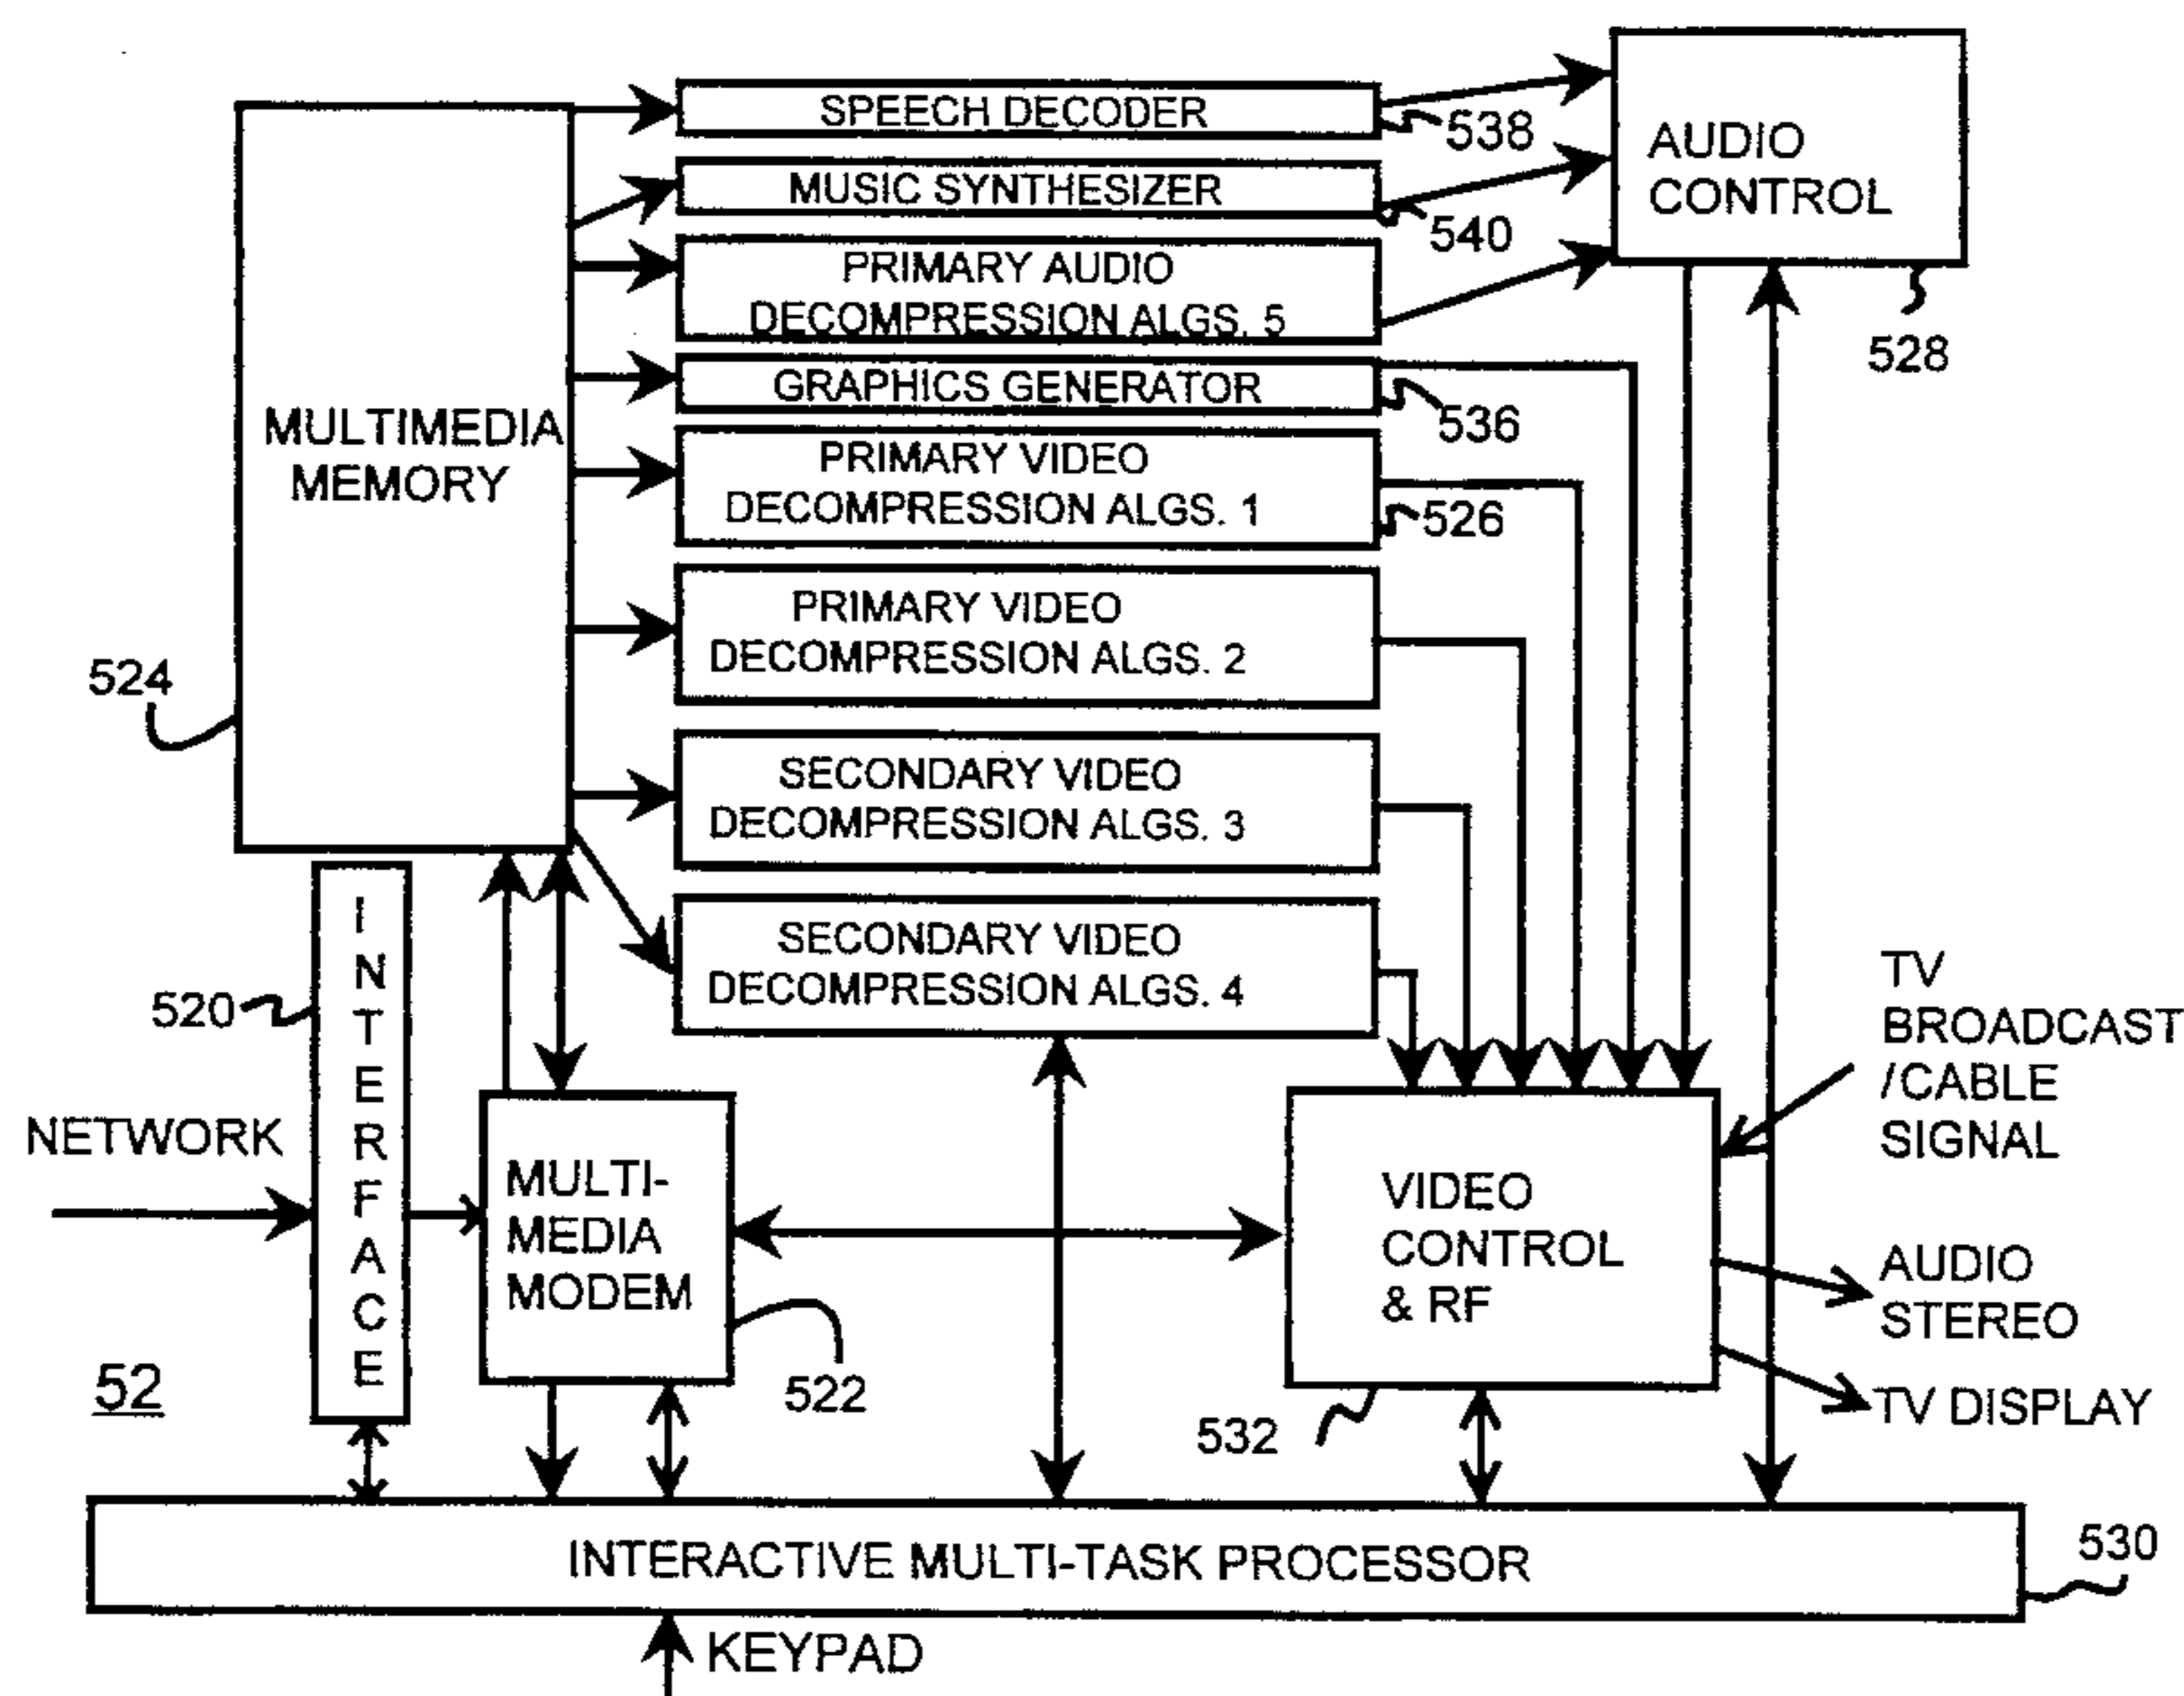 SPEECH DECODER
538
AUDIO
CONTROL
528
MUSIC SYNTHESIZER
540
PRIMARY AUDIO
DECOMPRESSION ALGS. 5
GRAPHICS GENERATOR
536
MULTIMEDIA
MEMORY
524
PRIMARY VIDEO
DECOMPRESSION ALGS. 1
526
PRIMARY VIDEO
DECOMPRESSION ALGS. 2
SECONDARY VIDEO
DECOMPRESSION ALGS. 3
SECONDARY VIDEO
DECOMPRESSION ALGS. 4
INTERFACE
520
NETWORK
MULTI-
MEDIA
MODEM
522
VIDEO
CONTROL
& RF
532
TV
BROADCAST
/CABLE
SIGNAL
AUDIO
STEREO
TV DISPLAY
52
INTERACTIVE MULTI-TASK PROCESSOR
530
KEYPAD